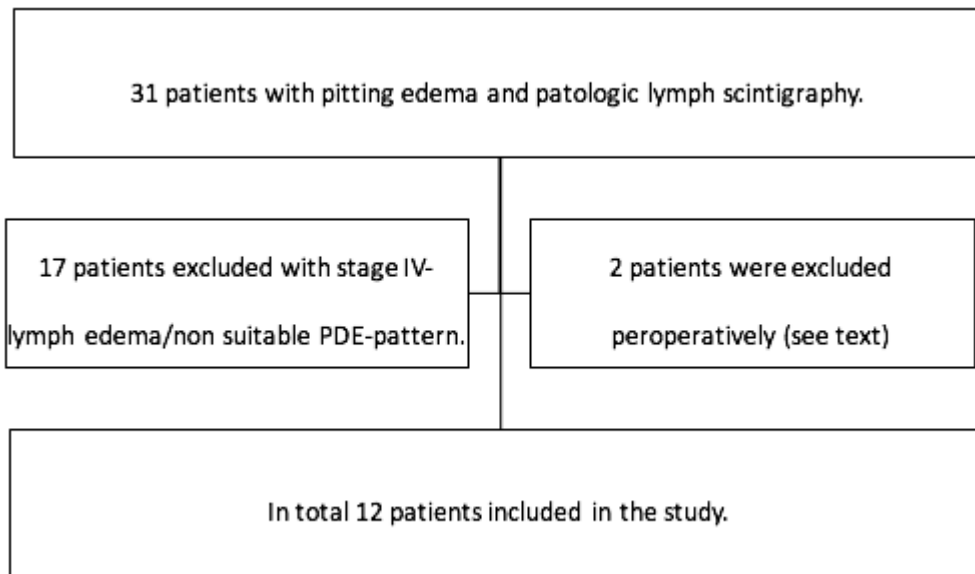 31 patients with pitting edema and patologic lymph scintigraphy.
17 patients excluded with stage IV-
lymph edema/non suitable PDE-pattern.
2 patients were excluded
peroperatively (see text)
In total 12 patients included in the study.